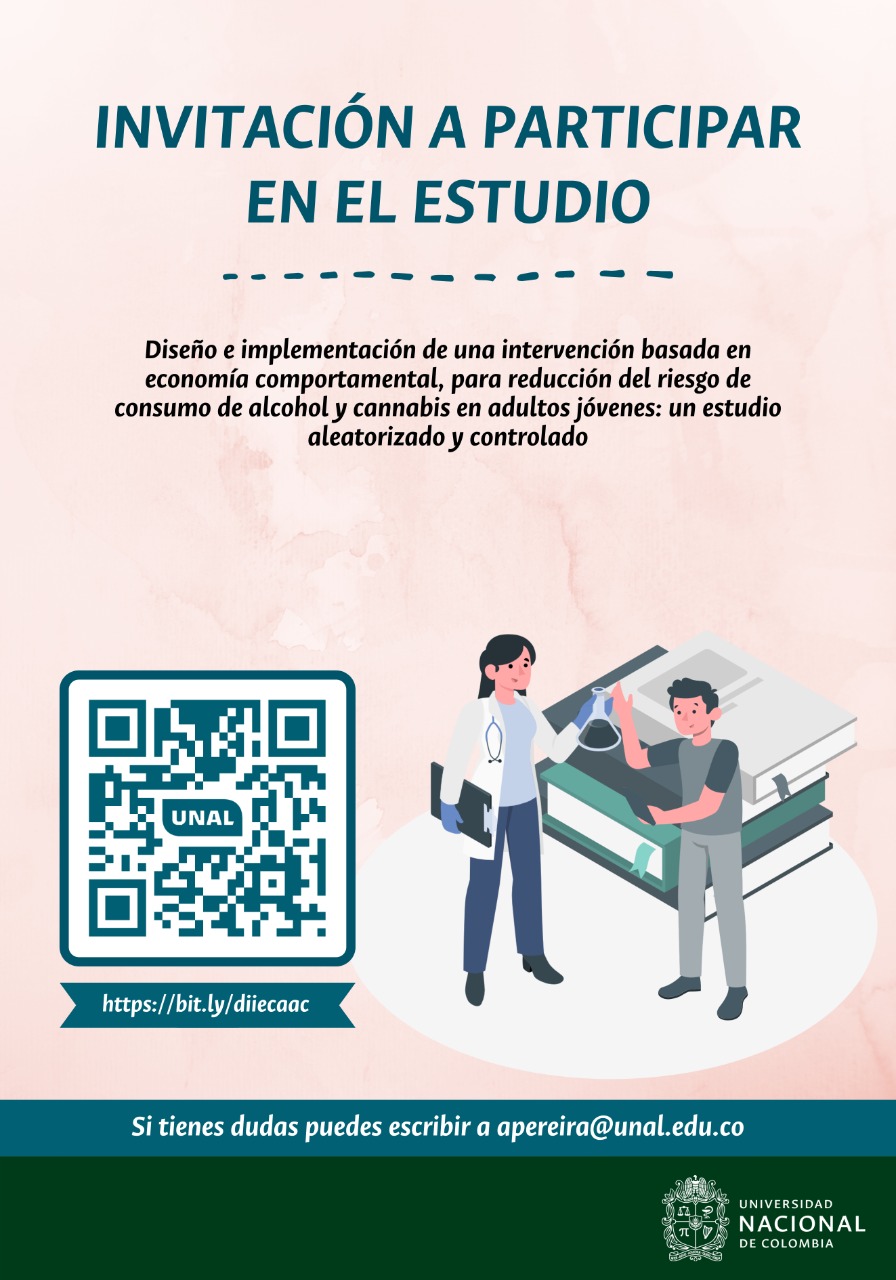 INVITACIÓN A PARTICIPAR
EN EL ESTUDIO
Diseño e implementación de una intervención basada en
economía comportamental, para reducción del riesgo de
consumo de alcohol y cannabis en adultos jóvenes: un estudio
aleatorizado y controlado
UNAL
https://bit.ly/diiecaac
Si tienes dudas puedes escribir a apereira@unal.edu.co
UNIVERSIDAD
NACIONAL
DE COLOMBIA